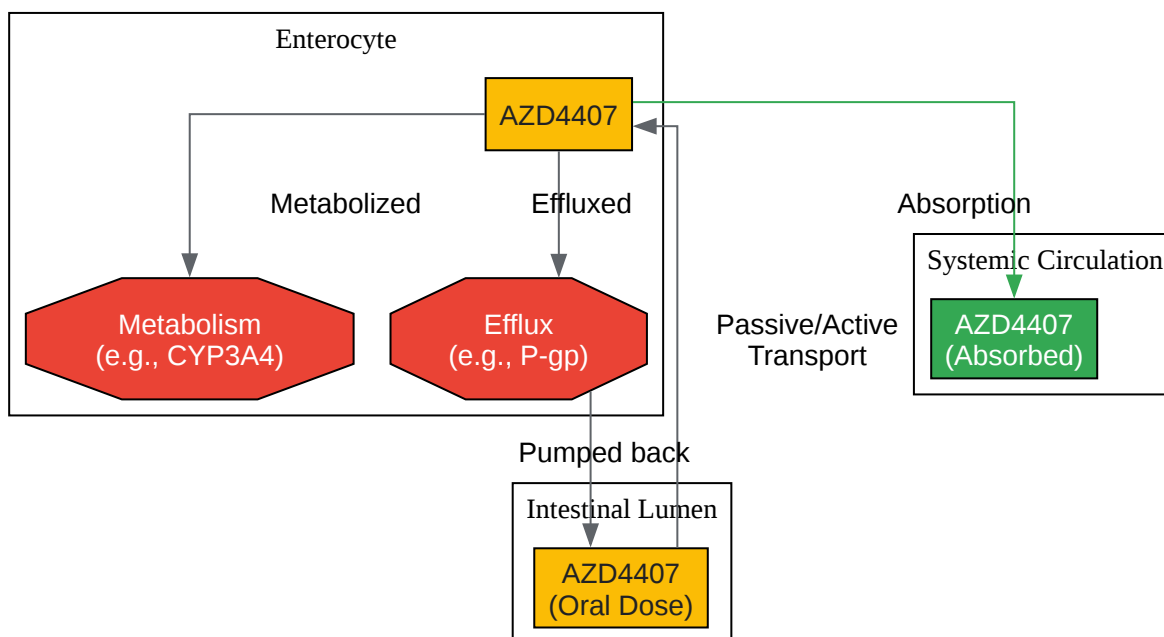 Enterocyte
AZD4407
Metabolized
Effluxed
Absorption
Systemic Circulation
Metabolism
(e.g., CYP3A4)
Efflux
(e.g., P-gp)
Passive/Active
Transport
AZD4407
(Absorbed)
Pumped back
Intestinal Lumen
AZD4407
(Oral Dose)